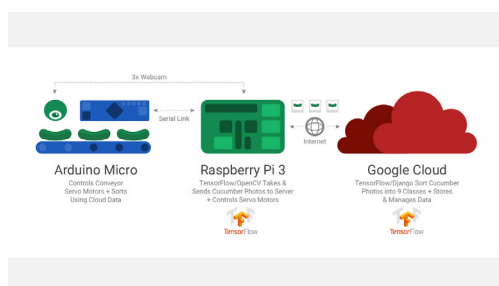 3x Webcam
Serial Link
Internet
Arduino Micro
Controls Conveyor
Servo Motors + Sorts
Using Cloud Data
Raspberry Pi 3
TensorFlow/OpenCV Takes &
Sends Cucumber Photos to Server
+ Controls Servo Motors
TensorFlow
Google Cloud
TensorFlow/Django Sort Cucumber
Photos into 9 Classes + Stores
& Manages Data
TensorFlow